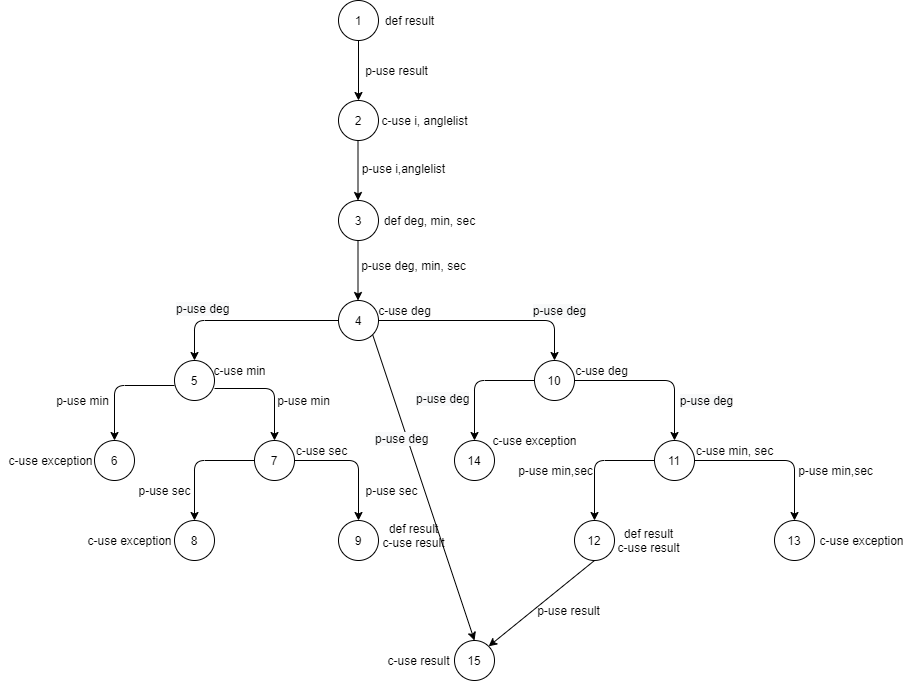 1 def result
p-use result
2 c-use i, anglelist
p-use i,anglelist
3 def deg, min, sec
p-use deg, min, sec
p-use deg
4 c-use deg
p-use deg
5 c-use min
10 c-use deg
p-use min
p-use min
p-use deg
p-use deg
p-use deg
c-use exception 6
7 c-use sec
14 c-use exception
11 c-use min, sec
p-use sec
p-use sec
p-use min,sec
p-use min,sec
c-use exception 8
9 def result
c-use result
12 def result
c-use result
13 c-use exception
p-use result
c-use result 15